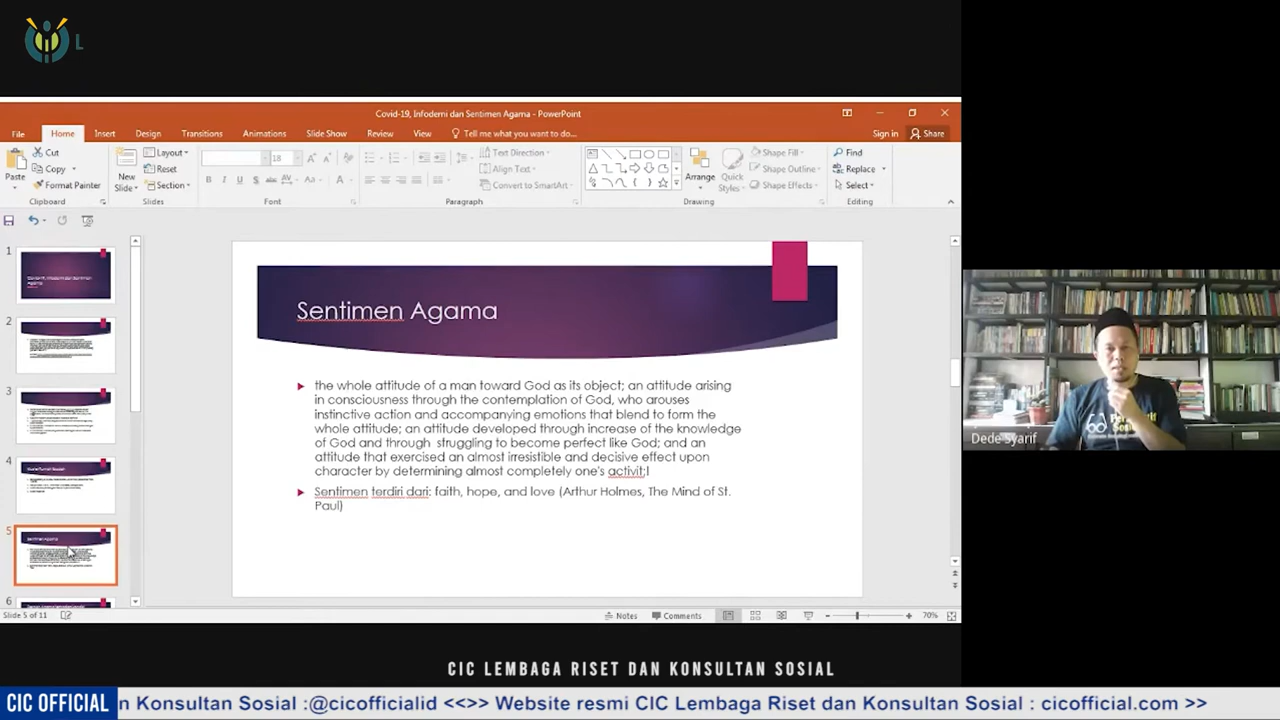 L
Covid-19, Infodemi dan Sentimen Agama - PowerPoint
File Home Insert Design Transitions Animations Slide Show Review View Tell me what you want to do... Sign in Share
Paste
Cut
Copy
Format Painter
Clipboard
New
Slide
Layout
Reset
Section
Slides
18
Font
Text Direction
Align Text
Convert to SmartArt
Paragraph
Arrange
Quick
Styles
Shape Fill
Shape Outline
Shape Effects
Drawing
Find
Replace
Select
Editing
1
2
3
4
5
6
Sentimen Agama
the whole attitude of a man toward God as its object; an attitude arising
in consciousness through the contemplation of God, who arouses
instinctive action and accompanying emotions that blend to form the
whole attitude; an attitude developed through increase of the knowledge
of God and through struggling to become perfect like God; and an
attitude that exercised an almost irresistible and decisive effect upon
character by determining almost completely one's activit;l
Sentimen terdiri dari: faith, hope, and love (Arthur Holmes, The Mind of St.
Paul)
Dede Syarif
Slide 5 of 11
Notes Comments 70%
CIC LEMBAGA RISET DAN KONSULTAN SOSIAL
CIC OFFICIAL n Konsultan Sosial :@cicofficialid <<>> Website resmi CIC Lembaga Riset dan Konsultan Sosial : cicofficial.com >>